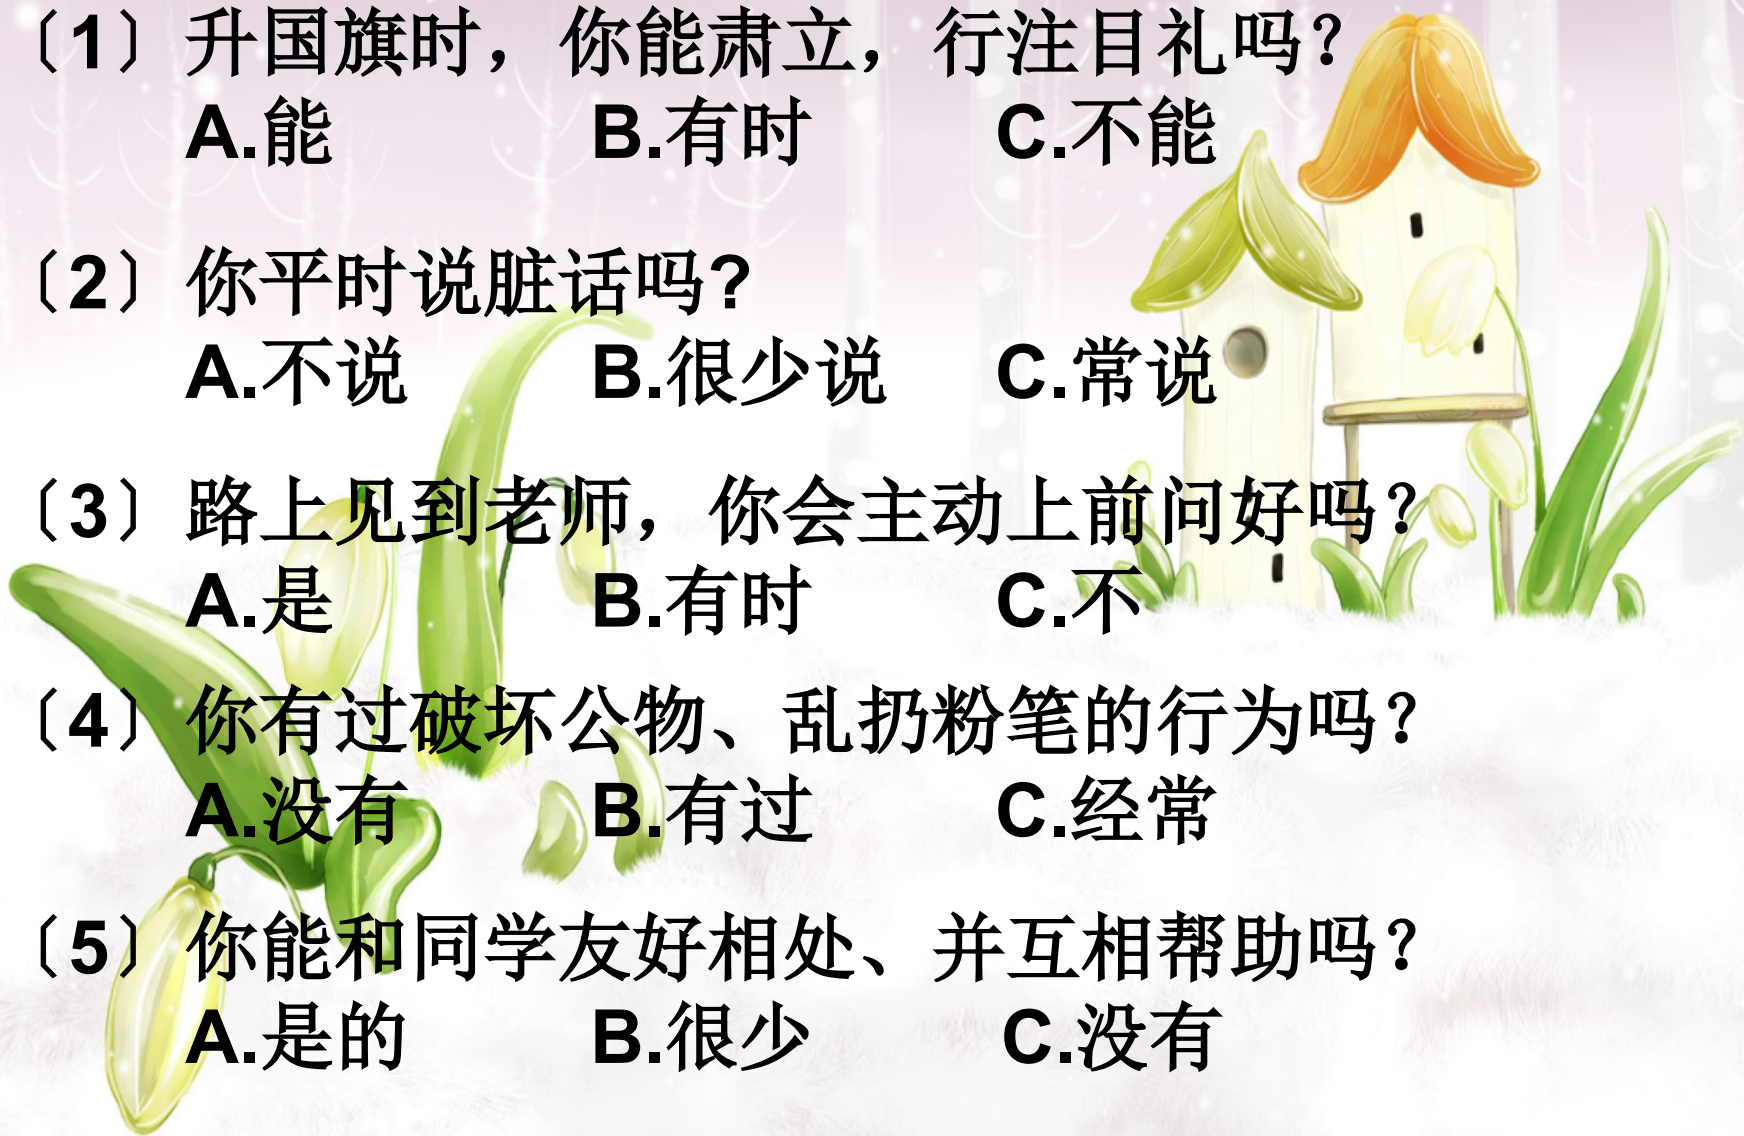 〔1〕升国旗时，你能肃立，行注目礼吗？
A.能 B.有时 C.不能
〔2〕你平时说脏话吗?
A.不说 B.很少说 C.常说
〔3〕路上见到老师，你会主动上前问好吗？
A.是 B.有时 C.不
〔4〕你有过破坏公物、乱扔粉笔的行为吗？
A.没有 B.有过 C.经常
〔5〕你能和同学友好相处、并互相帮助吗？
A.是的 B.很少 C.没有